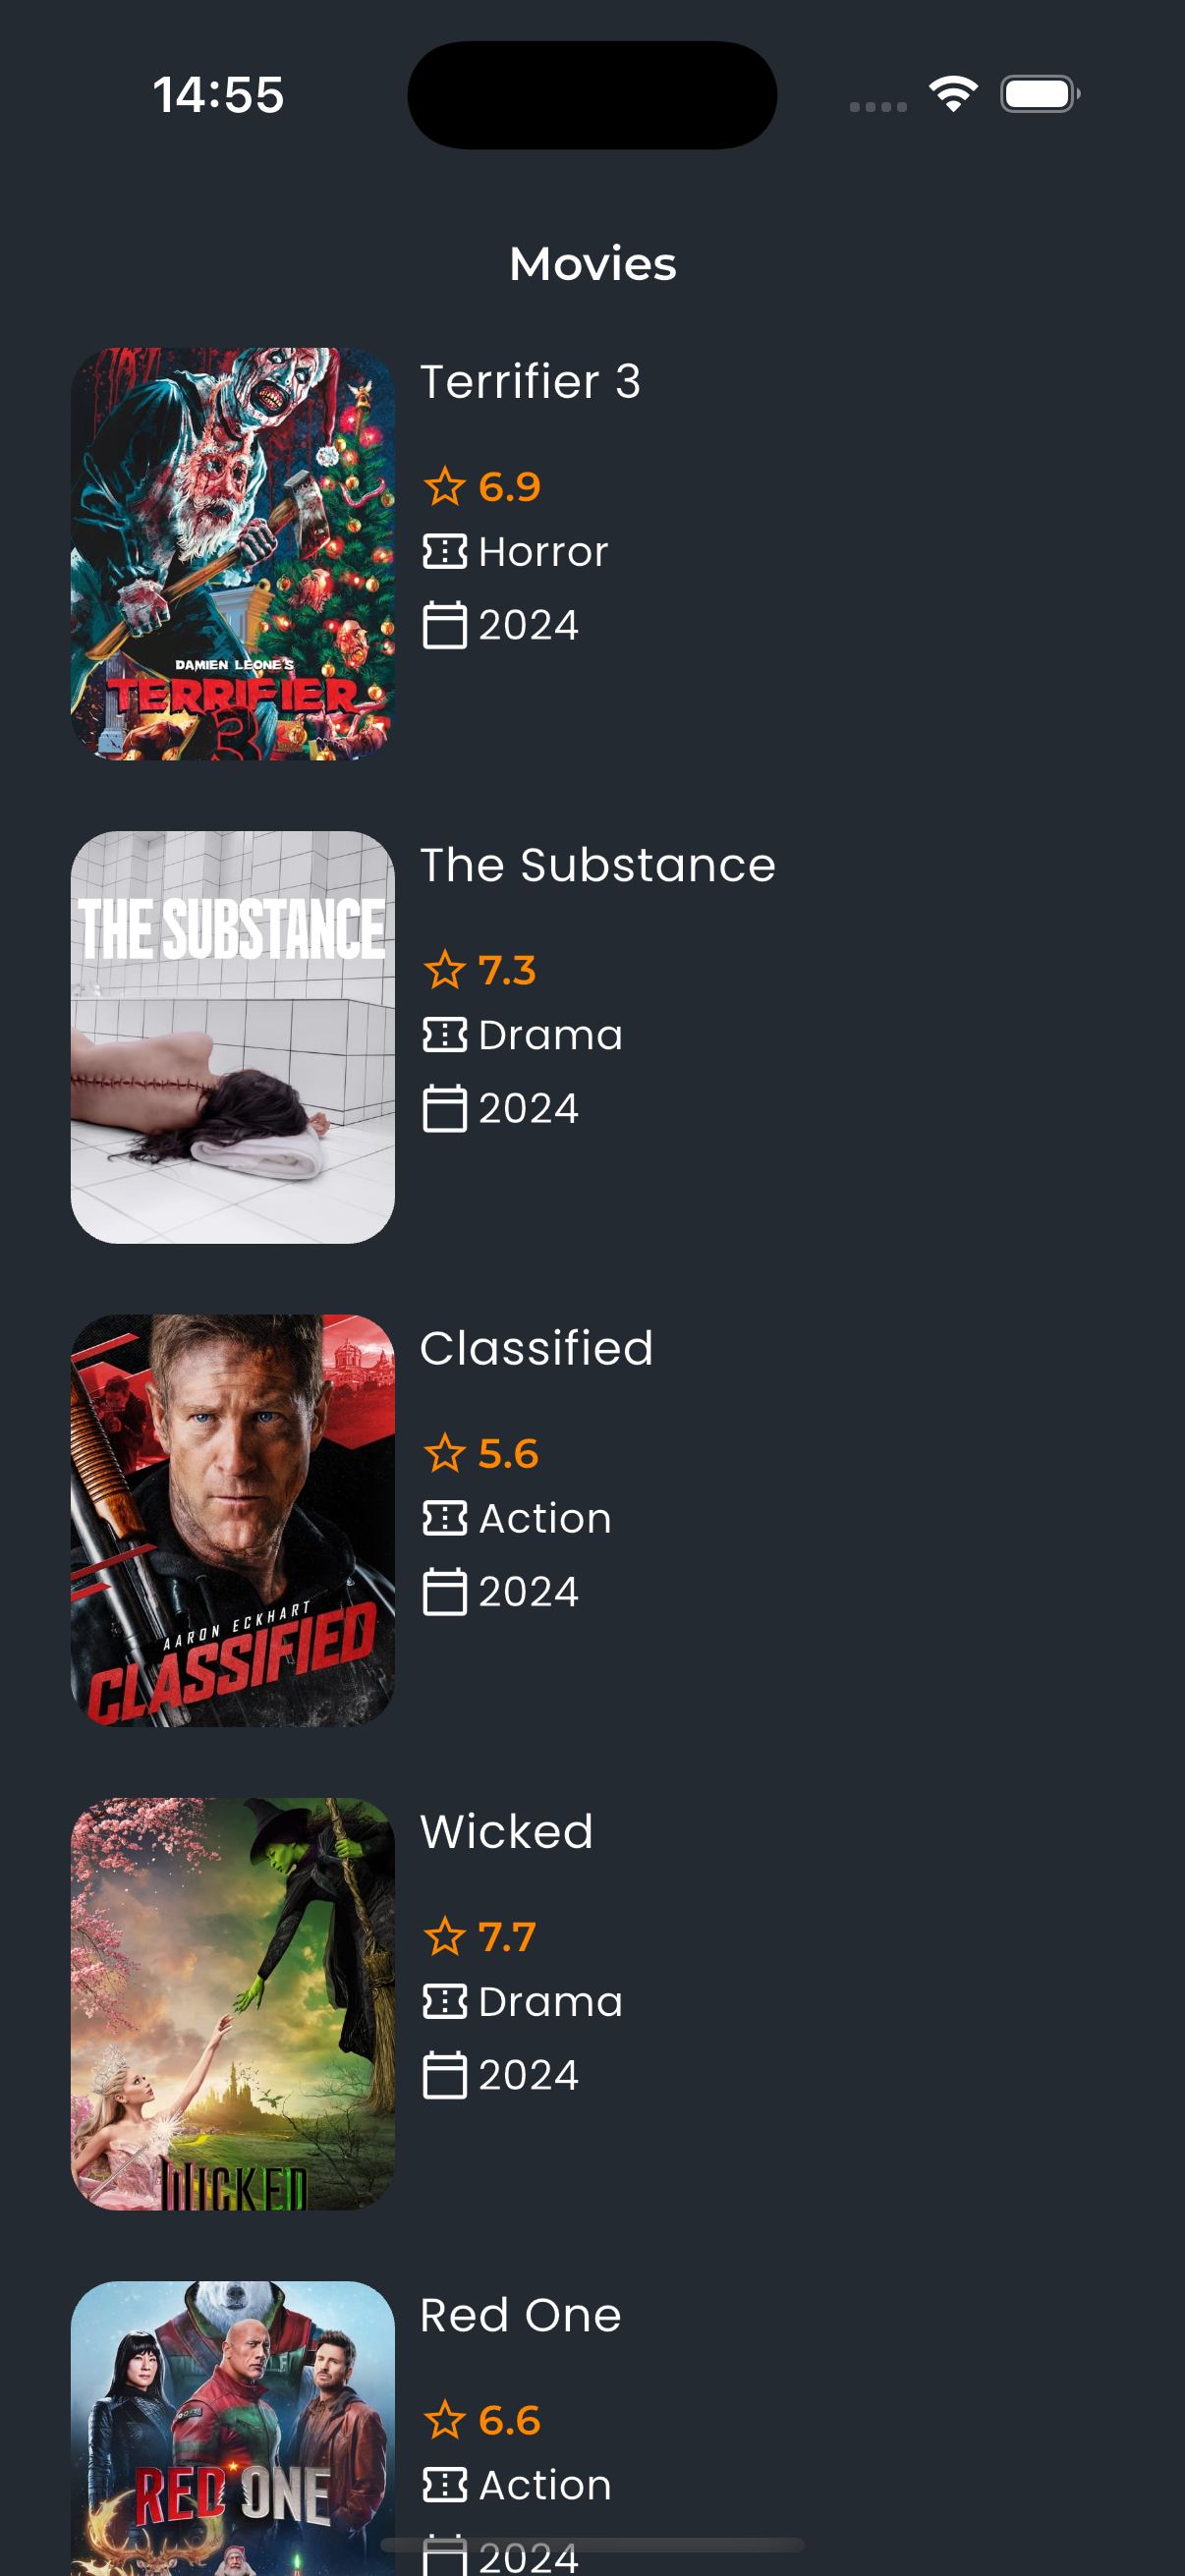 14:55
Movies
Terrifier 3
6.9
Horror
2024
DAMIEN LEONE'S
TERRIFIER
3
The Substance
7.3
Drama
2024
THE SUBSTANCE
Classified
5.6
Action
2024
AARON ECKHART
CLASSIFIED
Wicked
7.7
Drama
2024
WICKED
Red One
6.6
Action
2024
RED ONE